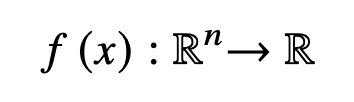 f (x) : ℝⁿ → ℝ